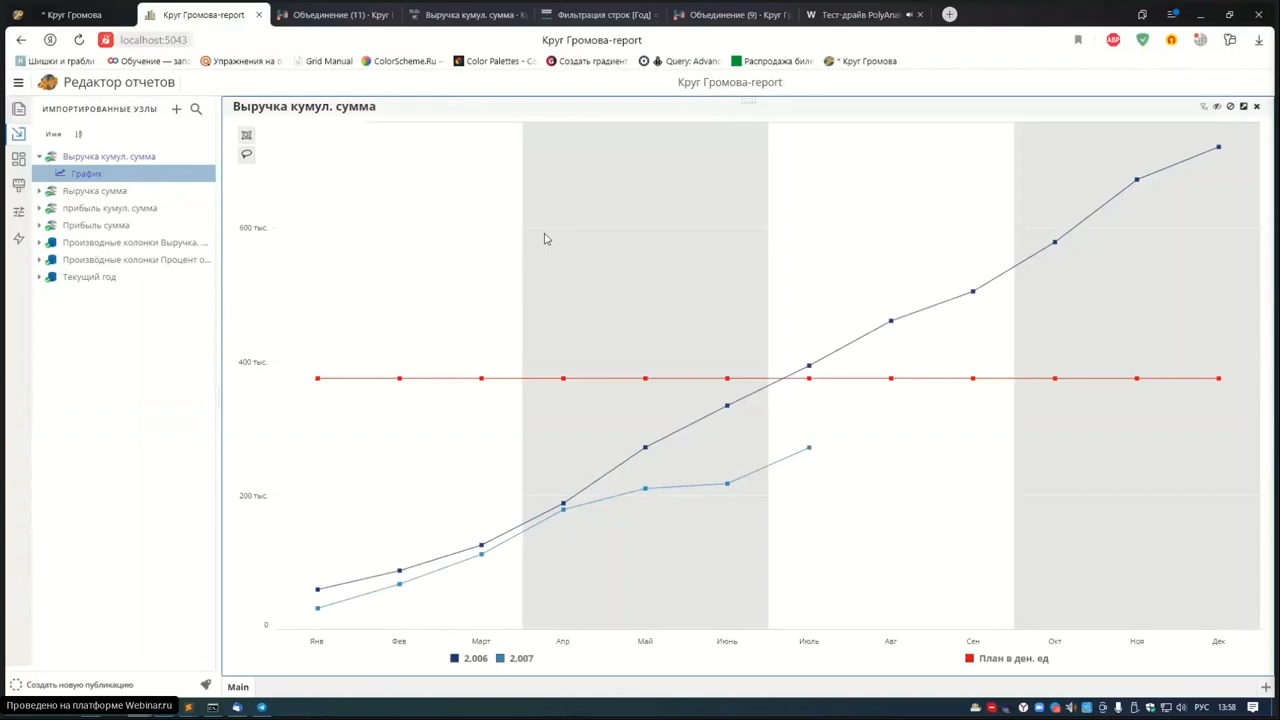 * Круг Громова
Круг Громова-report
Объединение (11) - Круг Г
Выручка кумул. сумма - К
Фильтрация строк [Год] –
Объединение (9) - Круг Гр
Тест-драйв PolyAnal
localhost:5043
Круг Громова-report
Шишки и грабли
Обучение — запо
Упражнения на о
Grid Manual
ColorScheme.Ru —
Color Palettes - Co
Создать градиент
Query: Advanc
Распродажа биле
* Круг Громова
Редактор отчетов
Круг Громова-report
ИМПОРТИРОВАННЫЕ УЗЛЫ
Имя
Выручка кумул. сумма
График
Яыручка сумма
прибыль кумул. сумма
Прибыль сумма
Производные колонки Выручка, ...
Производные колонки Процент о...
Текущий год
Выручка кумул. сумма
600 тыс.
400 тыс.
200 тыс.
0
Янв Фев Март Апр Май Июнь Июль Авг Сен Окт Ноя Дек
2,006 2,007 План в ден. ед
Создать новую публикацию
Main
Проведено на платформе Webinar.ru
РУС 13:58